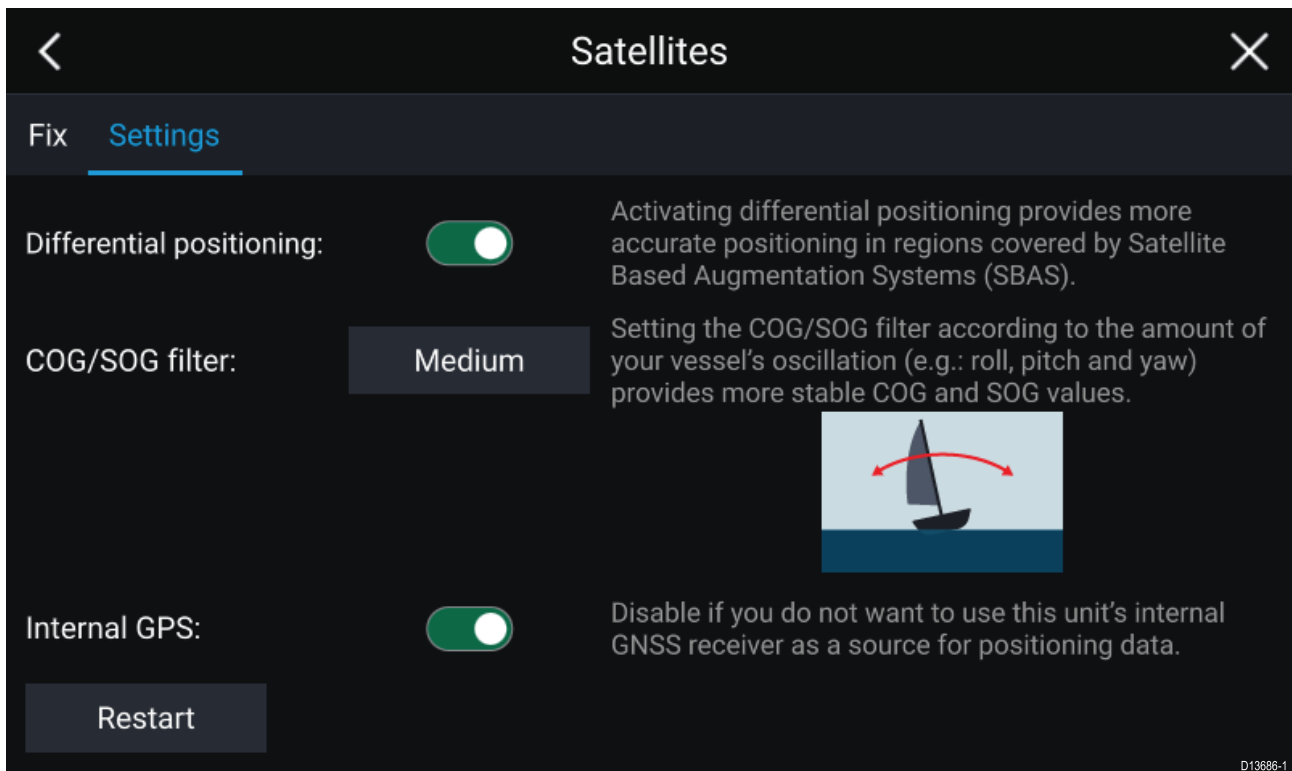 Satellites
Fix Settings
Differential positioning:
Activating differential positioning provides more
accurate positioning in regions covered by Satellite
Based Augmentation Systems (SBAS).
COG/SOG filter:
Medium
Setting the COG/SOG filter according to the amount of
your vessel's oscillation (e.g.: roll, pitch and yaw)
provides more stable COG and SOG values.
Internal GPS:
Disable if you do not want to use this unit's internal
GNSS receiver as a source for positioning data.
Restart
D13686-1